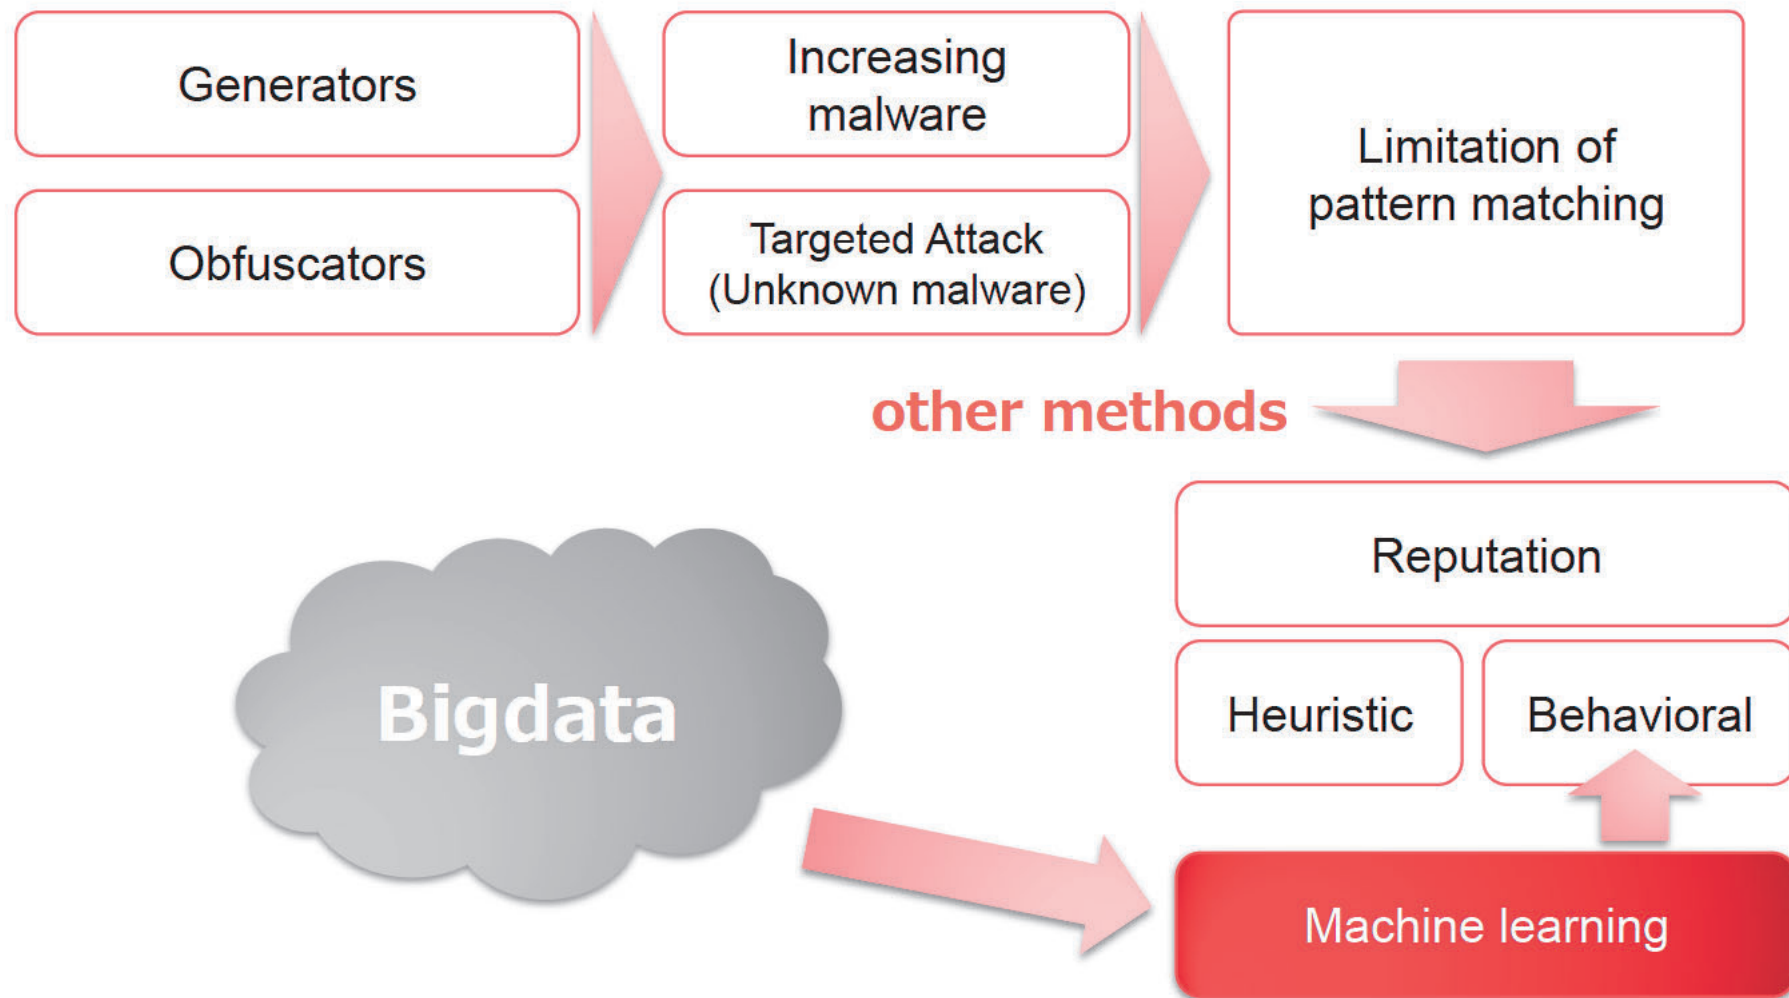 Generators
Obfuscators
Increasing
malware
Targeted Attack
(Unknown malware)
Limitation of
pattern matching
other methods
Reputation
Heuristic
Behavioral
Bigdata
Machine learning